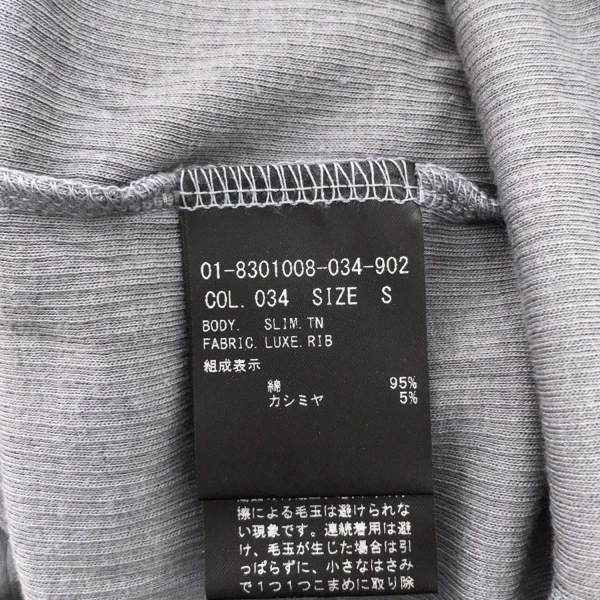 01-8301008-034-902
COL. 034 SIZE S
BODY. SLIM. TN
FABRIC. LUXE. RIB
組成表示
綿 95%
カシミヤ 5%
擦による毛玉は避けられな
い現象です。連続着用は避
け、毛玉が生じた場合は引
っぱらずに、小さなはさみ
で1つ1つこまめに取り除